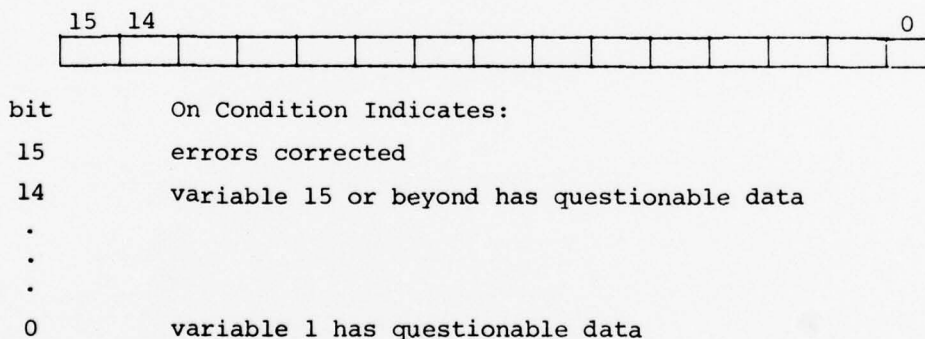 15 14 0
bit On Condition Indicates:
15 errors corrected
14 variable 15 or beyond has questionable data
.
.
.
0 variable 1 has questionable data